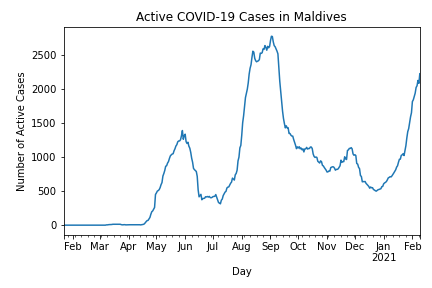 Active COVID-19 Cases in Maldives
Number of Active Cases
2500
2000
1500
1000
500
0
Feb Mar Apr May Jun Jul Aug Sep Oct Nov Dec Jan Feb
2021
Day